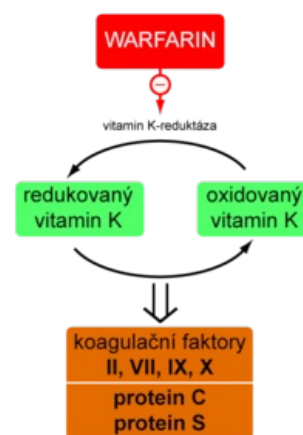 WARFARIN
vitamin K-reduktáza
redukovaný
vitamin K
oxidovaný
vitamin K
koagulační faktory
II, VII, IX, X
protein C
protein S